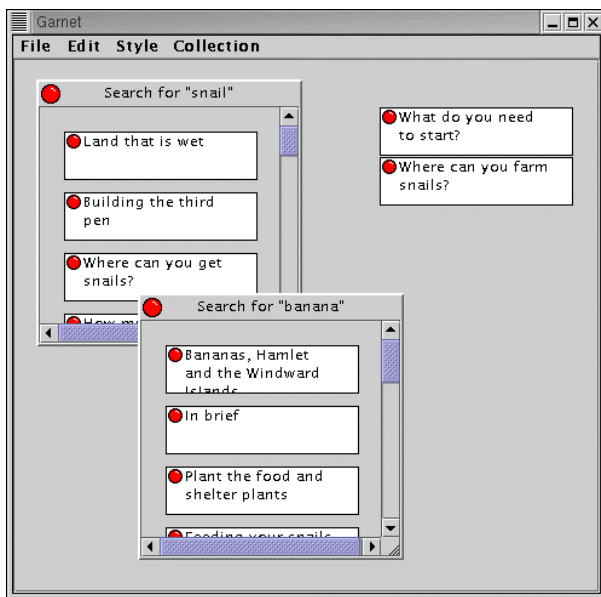 Garnet
File Edit Style Collection
Search for "snail"
Land that is wet
Building the third
pen
Where can you get
snails?
How
What do you need
to start?
Where can you farm
snails?
Search for "banana"
Bananas, Hamlet
and the Windward
Islands
In brief
Plant the food and
shelter plants
Feeding your snails